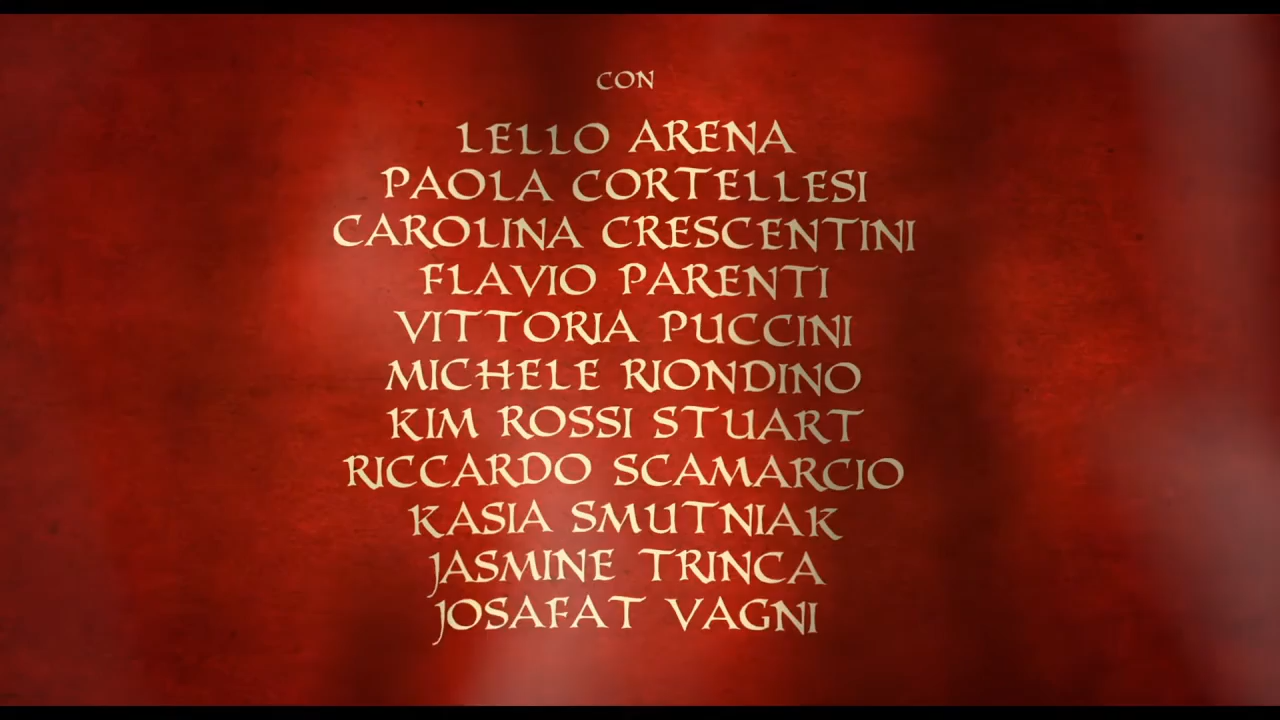 CON
LELLO ARENA
PAOLA CORTELLESI
CAROLINA CRESCENTINI
FLAVIO PARENTI
VITTORIA PUCCINI
MICHELE RIONDINO
KIM ROSSI STUART
RICCARDO SCAMARCIO
KASIA SMUTNIAK
JASMINE TRINCA
JOSAFAT VAGNI